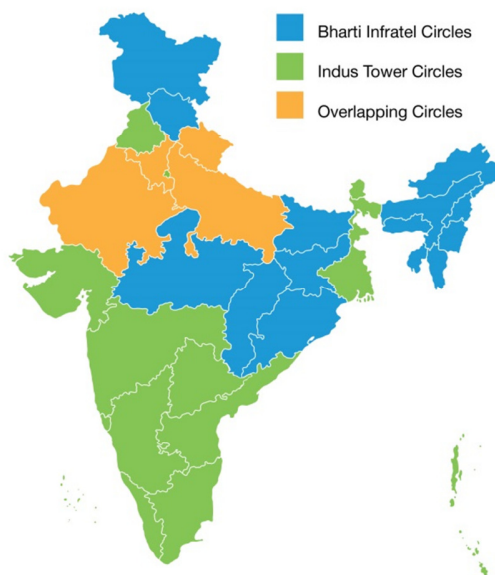 Bharti Infratel Circles
Indus Tower Circles
Overlapping Circles